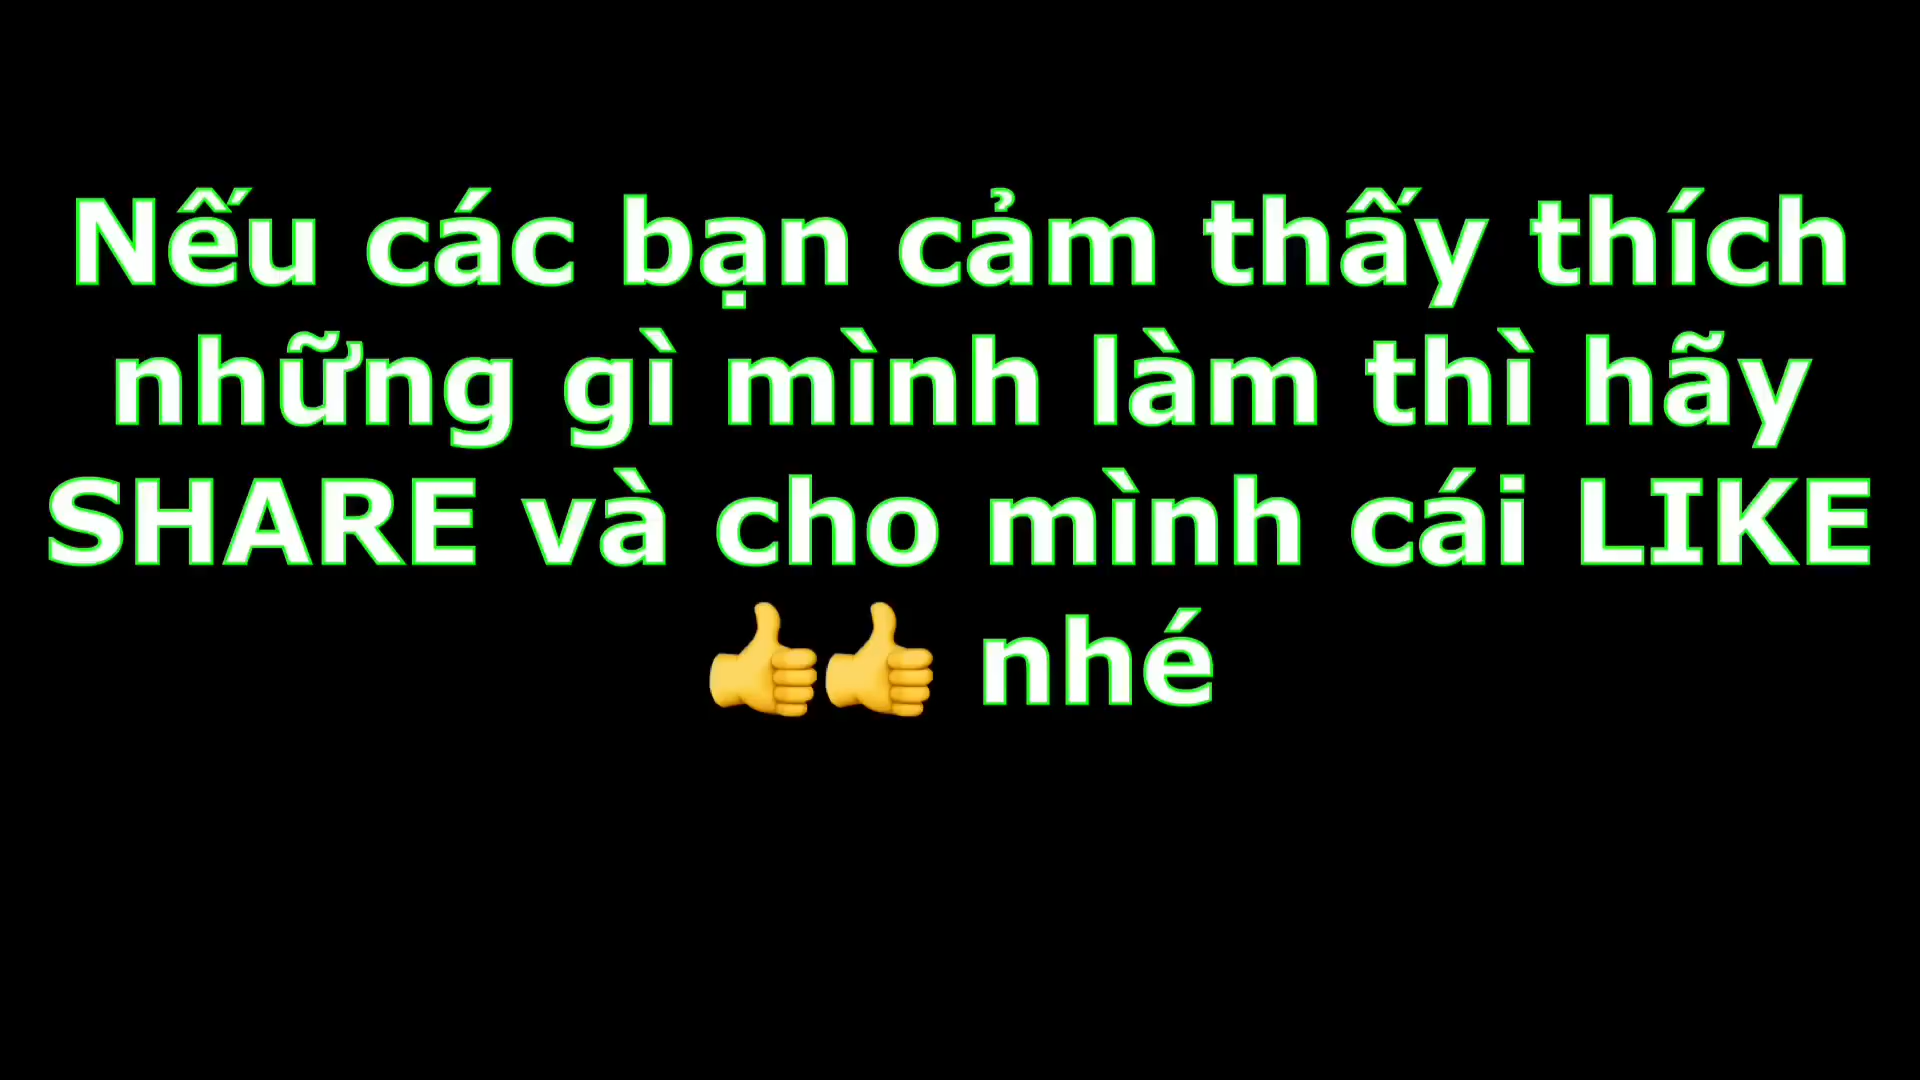 Nếu các bạn cảm thấy thích
những gì mình làm thì hãy
SHARE và cho mình cái LIKE
👍👍 nhé